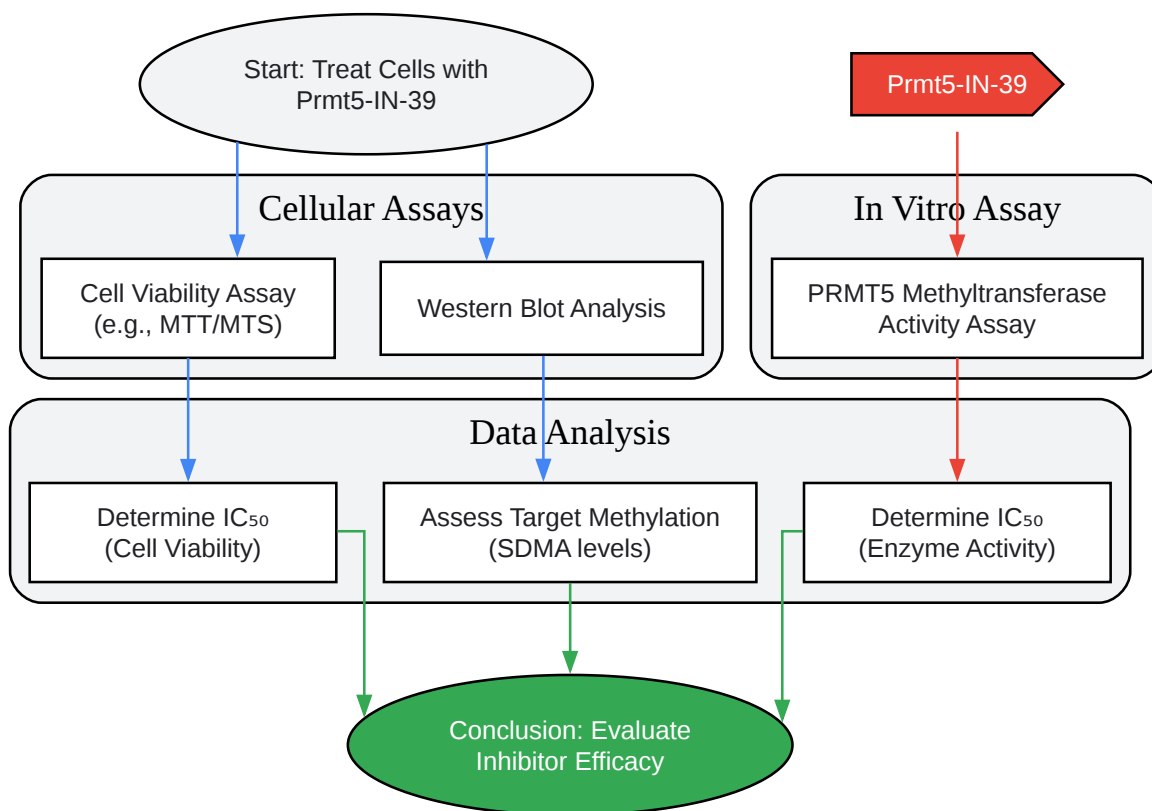 Start: Treat Cells with
Prmt5-IN-39
Prmt5-IN-39
Cellular Assays
In Vitro Assay
Cell Viability Assay
(e.g., MTT/MTS)
Western Blot Analysis
PRMT5 Methyltransferase
Activity Assay
Data Analysis
Determine IC₅₀
(Cell Viability)
Assess Target Methylation
(SDMA levels)
Determine IC₅₀
(Enzyme Activity)
Conclusion: Evaluate
Inhibitor Efficacy